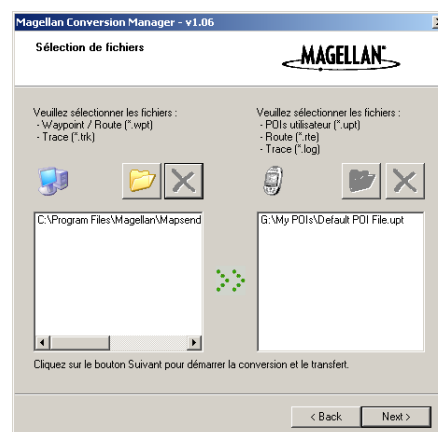 Magellan Conversion Manager - v1.06
Sélection de fichiers
MAGELLAN
Veuillez sélectionner les fichiers :
- Waypoint / Route (*.wpt)
- Trace (*.trk)
Veuillez sélectionner les fichiers :
- POIs utilisateur (*.upt)
- Route (*.rte)
- Trace (*.log)
C:\Program Files\Magellan\Mapsend
G:\My POIs\Default POI File.upt
Cliquez sur le bouton Suivant pour démarrer la conversion et le transfert.
< Back
Next >